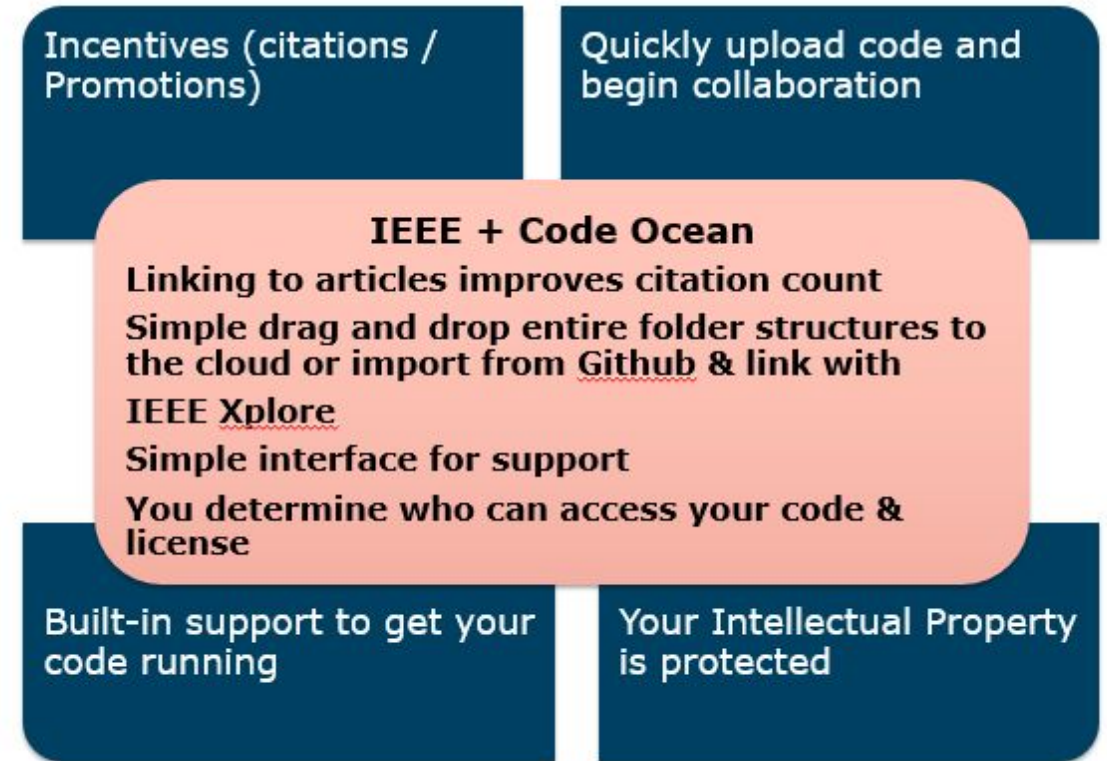 Incentives (citations /
Promotions)
Quickly upload code and
begin collaboration
IEEE + Code Ocean
Linking to articles improves citation count
Simple drag and drop entire folder structures to
the cloud or import from Github & link with
IEEE Xplore
Simple interface for support
You determine who can access your code &
license
Built-in support to get your
code running
Your Intellectual Property
is protected